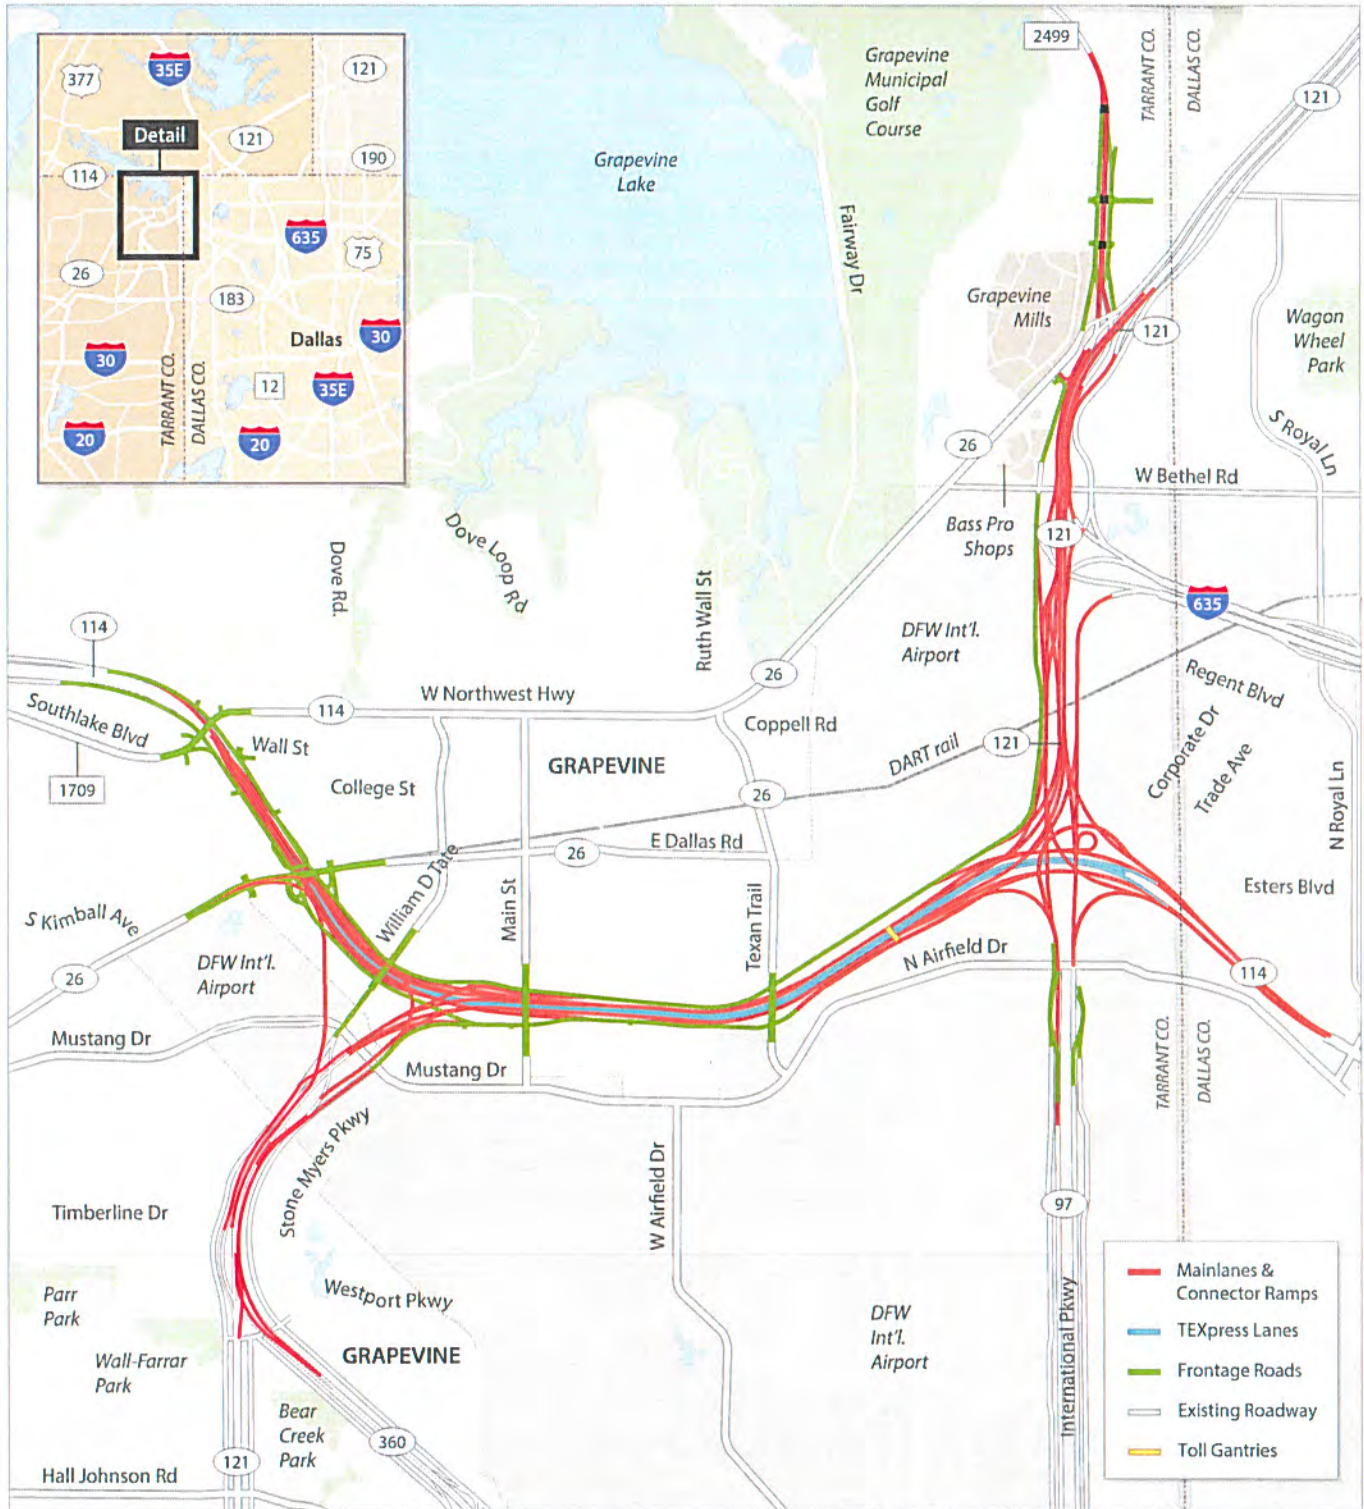 377
35E
121
Detail
121
190
114
635
75
26
183
Dallas
30
30
12
35E
TARRANT CO.
DALLAS CO.
20
20
2499
Grapevine
Municipal
Golf
Course
TARRANT CO.
DALLAS CO.
121
Grapevine
Lake
Fairway Dr
Grapevine
Mills
121
Wagon
Wheel
Park
26
S Royal Ln
W Bethel Rd
Bass Pro
Shops
121
Dove Rd.
Dove Loop Rd
Ruth Wall St
635
114
DFW Int'l.
Airport
26
Regent Blvd
Southlake Blvd
114
W Northwest Hwy
Coppell Rd
Wall St
DART rail
121
Corporate Dr
Trade Ave
1709
College St
GRAPEVINE
26
N Royal Ln
E Dallas Rd
26
William D Tate
Main St
Texan Trail
Esters Blvd
S Kimball Ave
DFW Int'l.
Airport
N Airfield Dr
26
114
Mustang Dr
Mustang Dr
TARRANT CO.
DALLAS CO.
Stone Myers Pkwy
W Airfield Dr
Timberline Dr
97
Parr
Park
Westport Pkwy
DFW
Int'l.
Airport
International Pkwy
GRAPEVINE
Wall-Farrar
Park
Bear
Creek
Park
360
121
Hall Johnson Rd
Mainlanes &
Connector Ramps
TEXpress Lanes
Frontage Roads
Existing Roadway
Toll Gantries